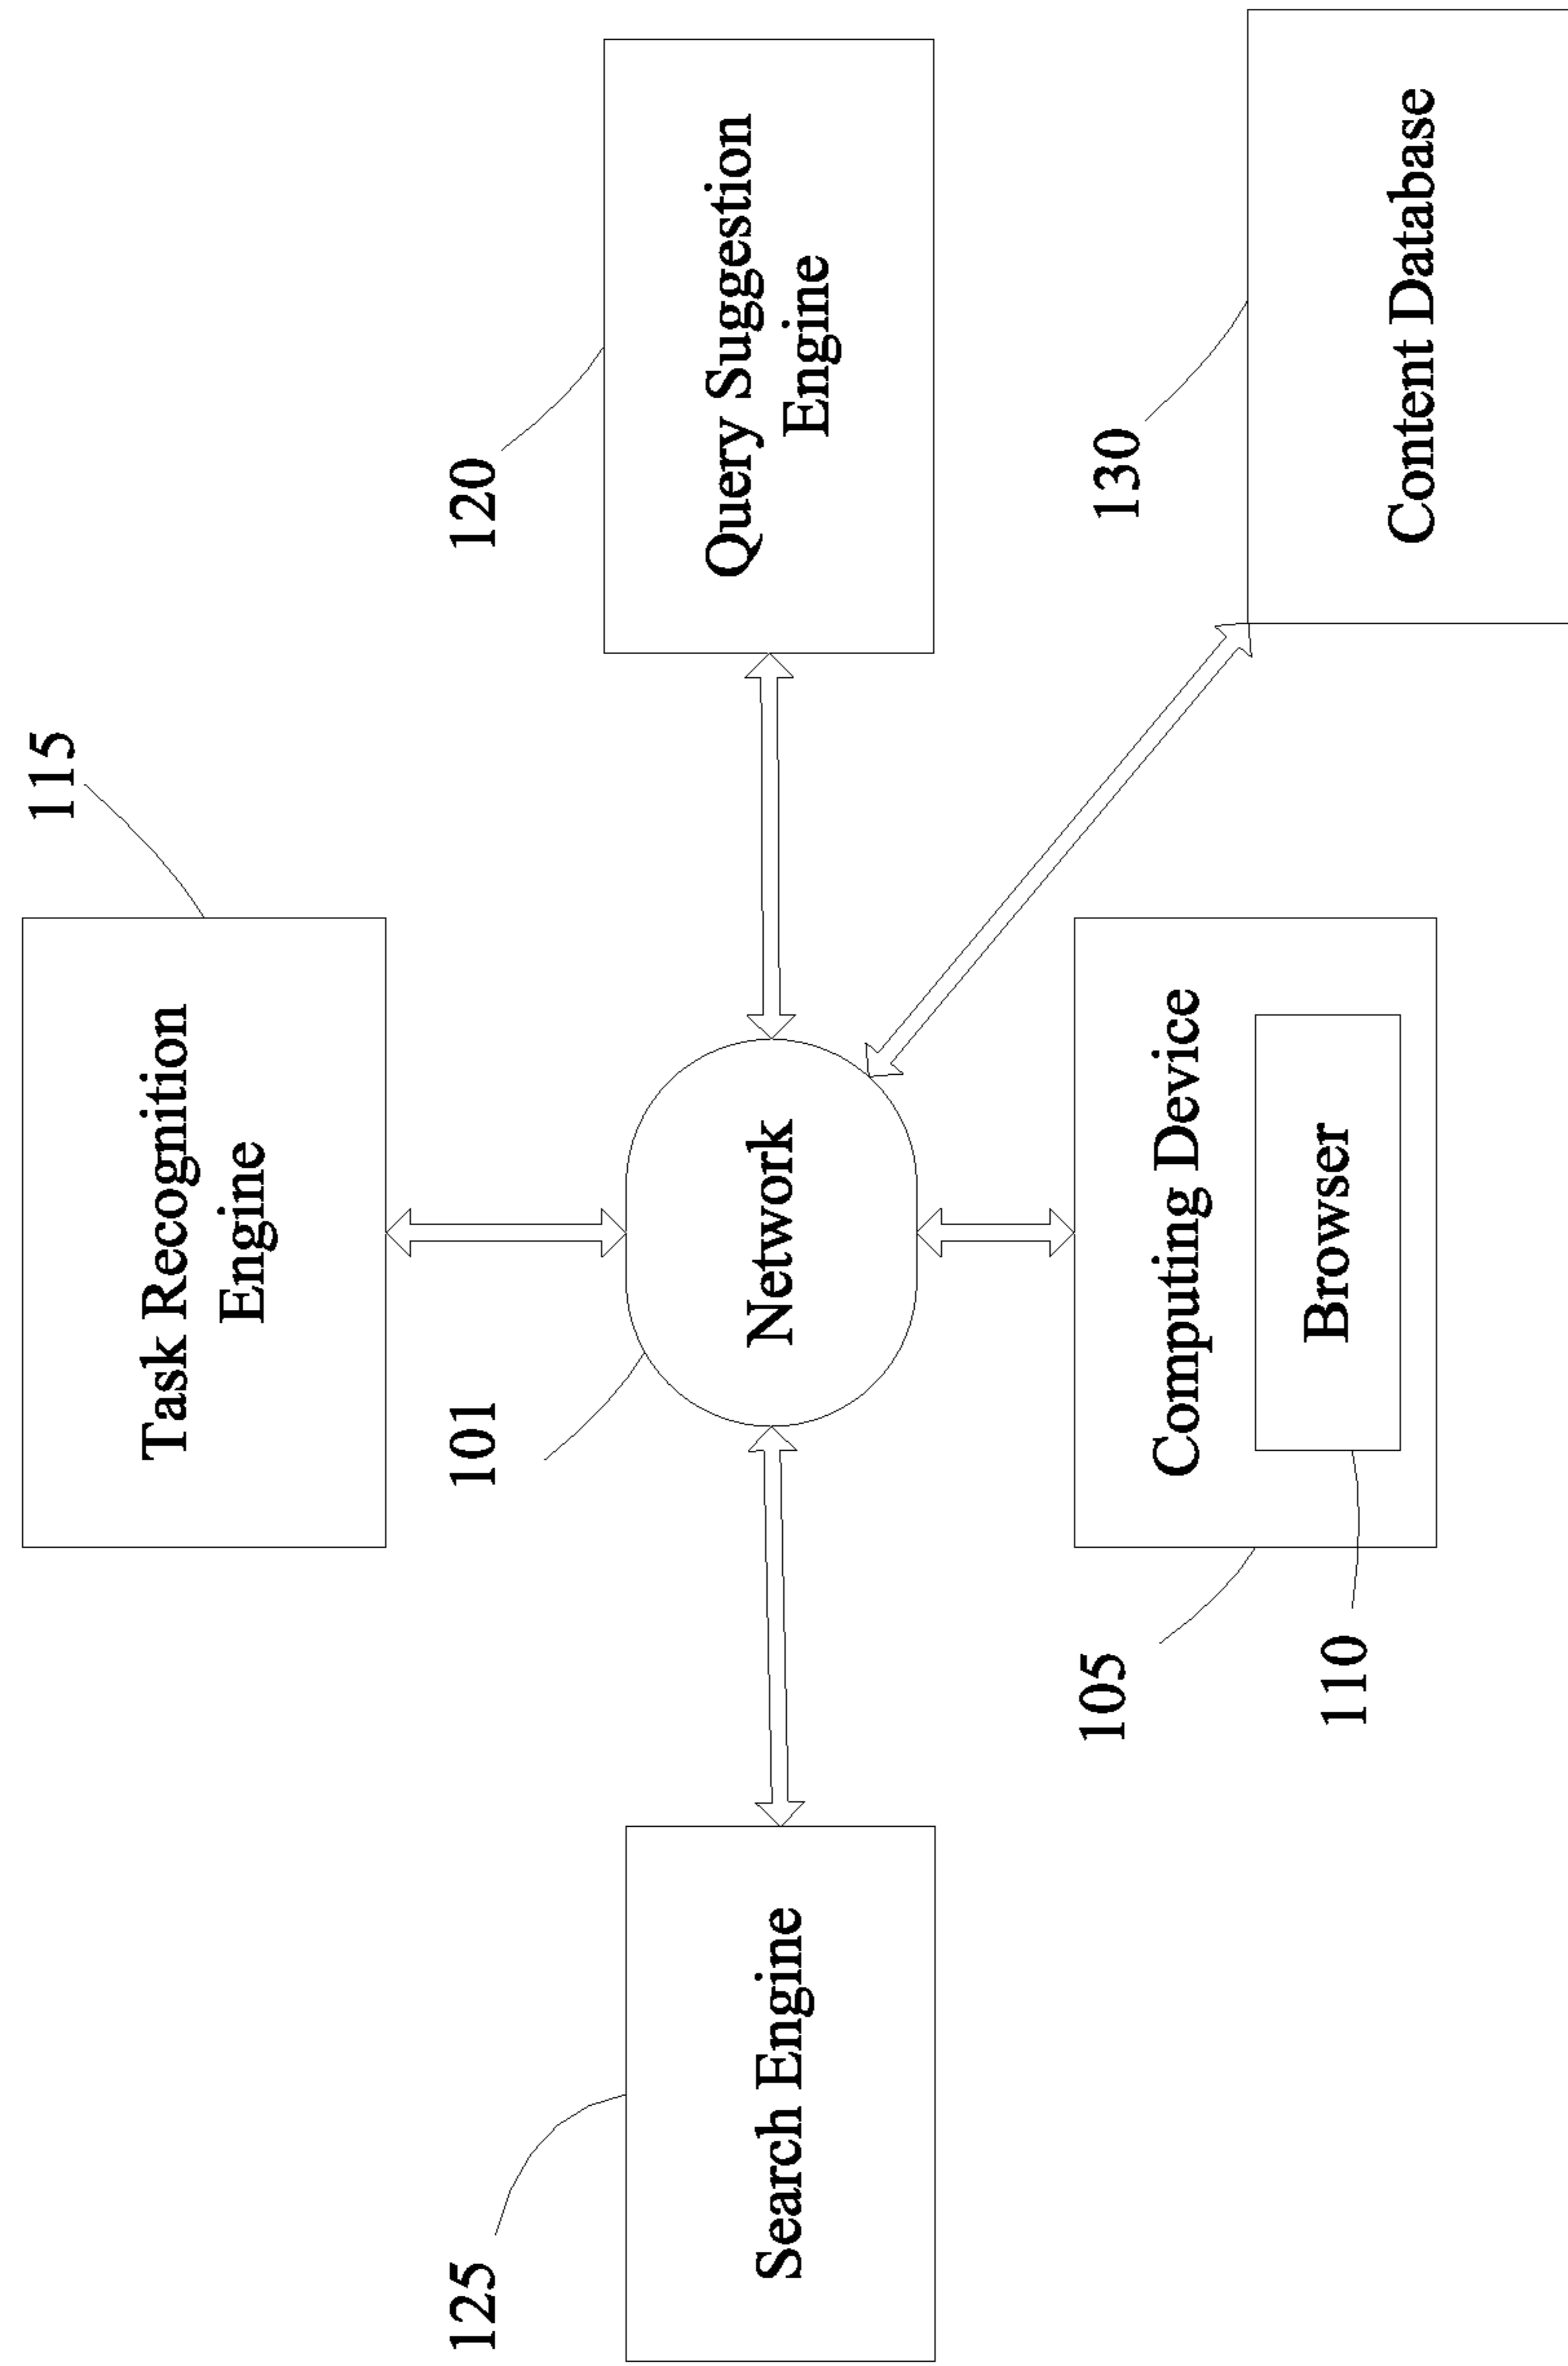 115
Task Recognition
Engine
125
101
120
Search Engine
Network
Query Suggestion
Engine
105
Computing Device
130
110
Browser
Content Database